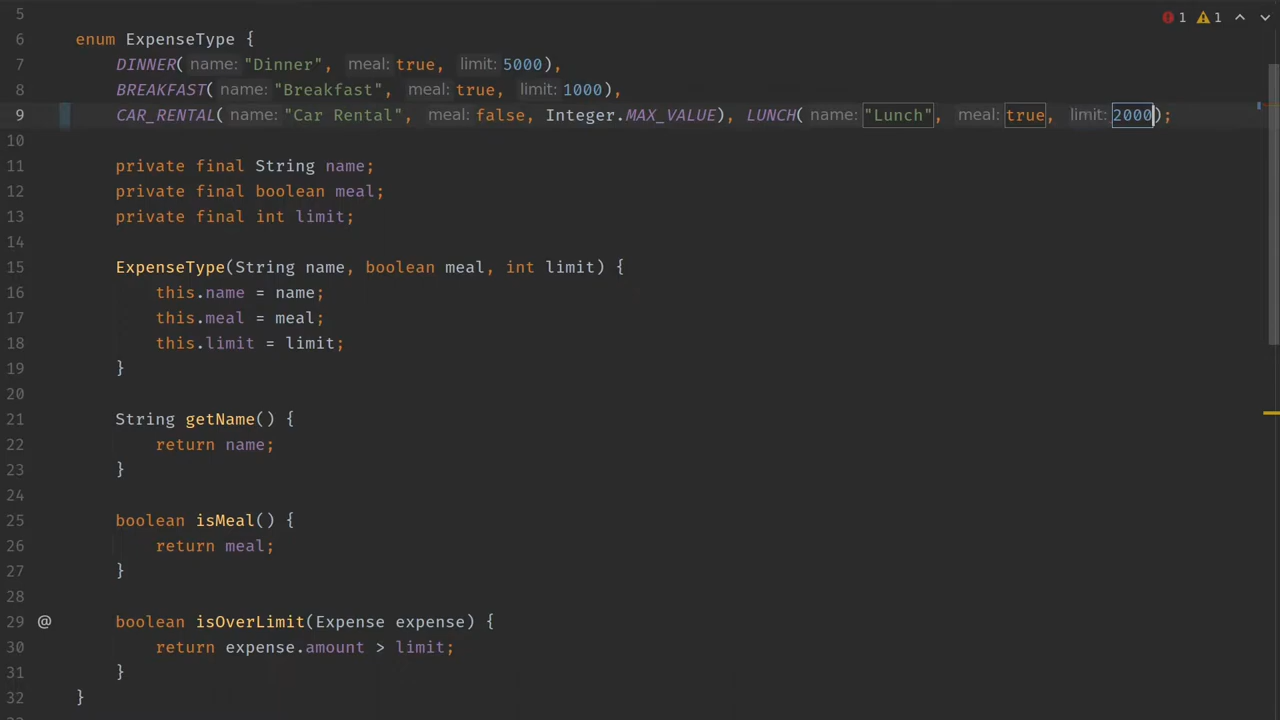 5
1 1
6 enum ExpenseType {
7 DINNER( name: "Dinner", meal: true, limit: 5000),
8 BREAKFAST( name: "Breakfast", meal: true, limit: 1000),
9 CAR_RENTAL( name: "Car Rental", meal: false, Integer.MAX_VALUE), LUNCH( name: "Lunch", meal: true, limit: 2000);
10
11 private final String name;
12 private final boolean meal;
13 private final int limit;
14
15 ExpenseType(String name, boolean meal, int limit) {
16 this.name = name;
17 this.meal = meal;
18 this.limit = limit;
19 }
20
21 String getName() {
22 return name;
23 }
24
25 boolean isMeal() {
26 return meal;
27 }
28
29 @ boolean isOverLimit(Expense expense) {
30 return expense.amount > limit;
31 }
32 }